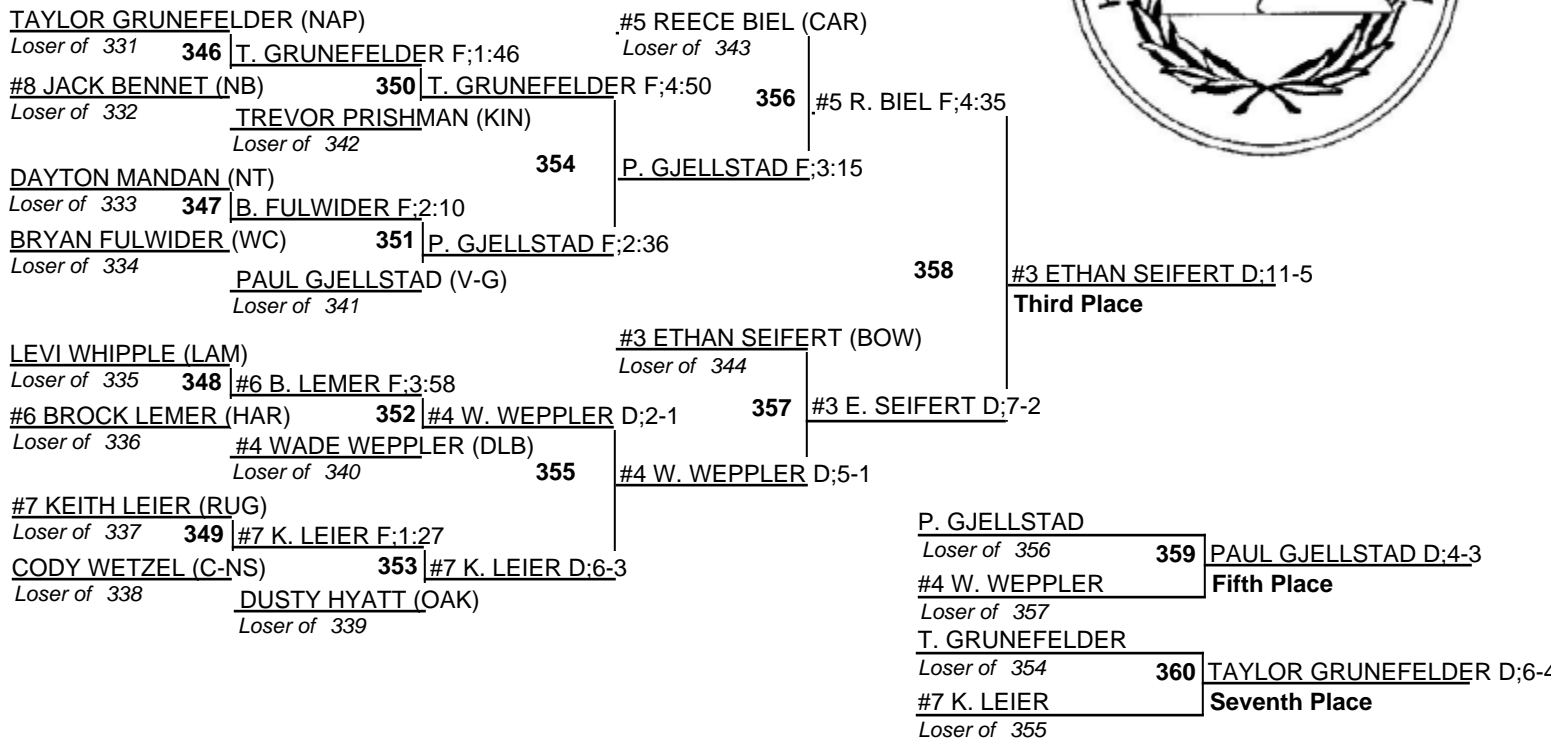 TAYLOR GRUNEFELDER (NAP)
Loser of 331
346
T. GRUNEFELDER F;1:46
#8 JACK BENNET (NB)
Loser of 332
350
T. GRUNEFELDER F;4:50
TREVOR PRISHMAN (KIN)
Loser of 342
354
P. GJELLSTAD F;3:15
DAYTON MANDAN (NT)
Loser of 333
347
B. FULWIDER F;2:10
BRYAN FULWIDER (WC)
Loser of 334
351
P. GJELLSTAD F;2:36
PAUL GJELLSTAD (V-G)
Loser of 341
#5 REECE BIEL (CAR)
Loser of 343
356
#5 R. BIEL F;4:35
358
#3 ETHAN SEIFERT D;11-5
Third Place
LEVI WHIPPLE (LAM)
Loser of 335
348
#6 B. LEMER F;3:58
#6 BROCK LEMER (HAR)
Loser of 336
352
#4 W. WEPPLER D;2-1
#4 WADE WEPPLER (DLB)
Loser of 340
355
#4 W. WEPPLER D;5-1
#3 ETHAN SEIFERT (BOW)
Loser of 344
357
#3 E. SEIFERT D;7-2
#7 KEITH LEIER (RUG)
Loser of 337
349
#7 K. LEIER F;1:27
CODY WETZEL (C-NS)
Loser of 338
353
#7 K. LEIER D;6-3
DUSTY HYATT (OAK)
Loser of 339
P. GJELLSTAD
Loser of 356
359
PAUL GJELLSTAD D;4-3
Fifth Place
#4 W. WEPPLER
Loser of 357
T. GRUNEFELDER
Loser of 354
360
TAYLOR GRUNEFELDER D;6-4
Seventh Place
#7 K. LEIER
Loser of 355